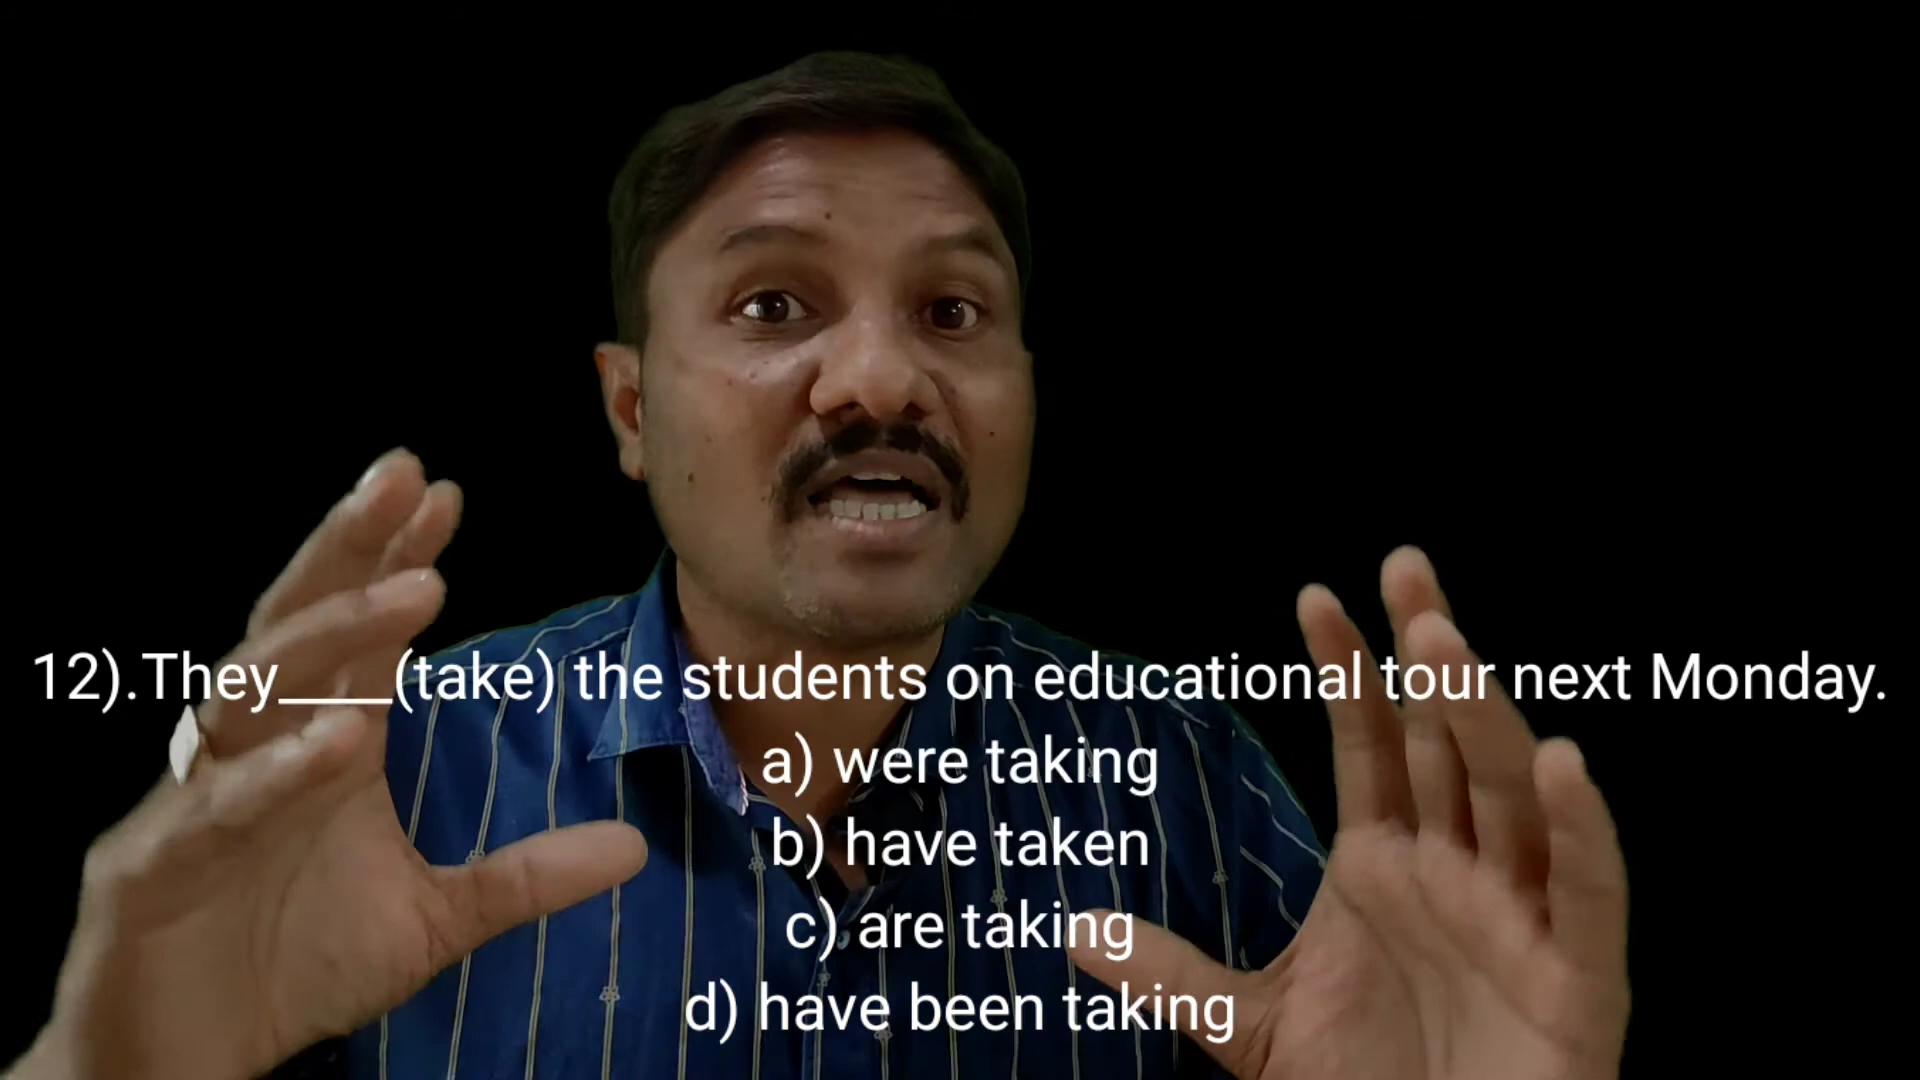 12).They____(take) the students on educational tour next Monday.
a) were taking
b) have taken
c) are taking
d) have been taking